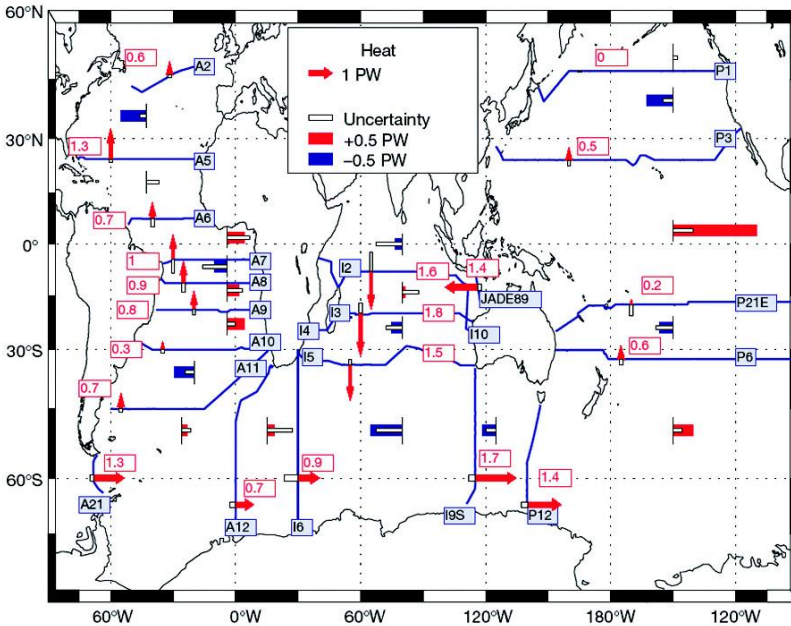 60°N
30°N
0°
30°S
60°S
60°W
0°W
60°W
120°W
180°W
120°W
Heat
1 PW
Uncertainty
+0.5 PW
−0.5 PW
0.6
A2
0
P1
1.3
A5
0.5
P3
0.7
A6
1
A7
0.9
A8
0.8
A9
0.3
A10
A11
0.7
I2
1.6
1.4
JADE89
I3
1.8
I4
I10
I5
1.5
0.2
P21E
0.6
P6
1.3
A21
0.7
A12
0.9
I6
1.7
I9S
1.4
P12